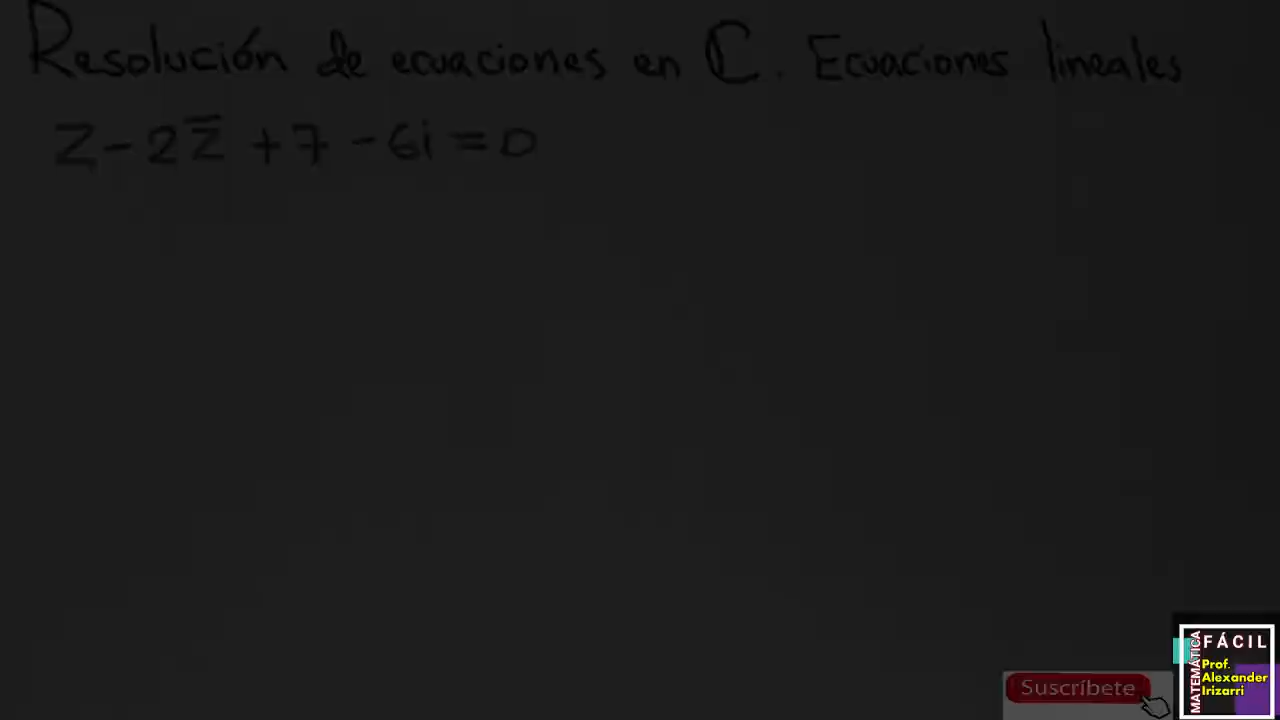 Resolución de ecuaciones en ℂ. Ecuaciones lineales
Z - 2Z̅ + 7 - 6i = 0
MATEMÁTICA
FÁCIL
Prof.
Alexander
Irizarri
Suscríbete